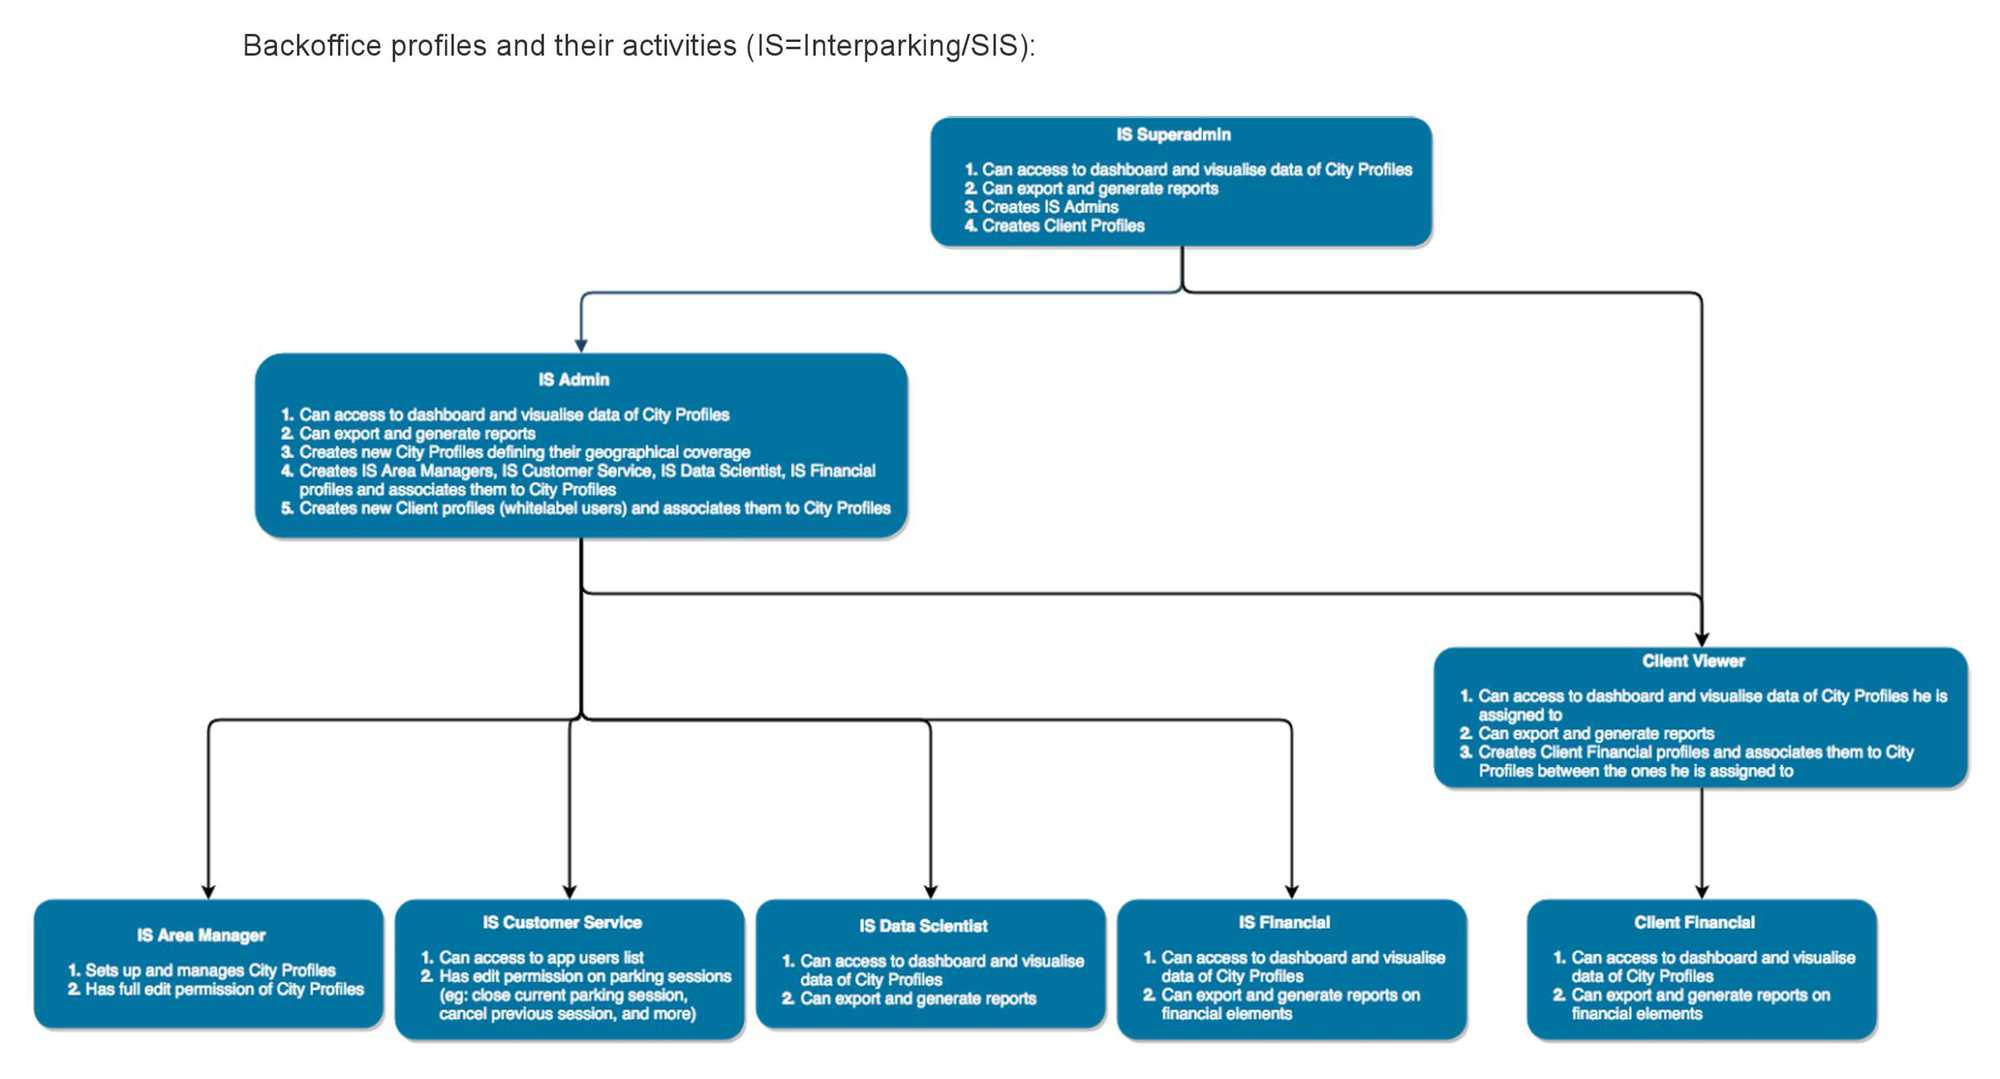 Backoffice profiles and their activities (IS=Interparking/SIS):
IS Superadmin
1. Can access to dashboard and visualise data of City Profiles
2. Can export and generate reports
3. Creates IS Admins
4. Creates Client Profiles
IS Admin
1. Can access to dashboard and visualise data of City Profiles
2. Can export and generate reports
3. Creates new City Profiles defining their geographical coverage
4. Creates IS Area Managers, IS Customer Service, IS Data Scientist, IS Financial
profiles and associates them to City Profiles
5. Creates new Client profiles (whitelabel users) and associates them to City Profiles
Client Viewer
1. Can access to dashboard and visualise data of City Profiles he is
assigned to
2. Can export and generate reports
3. Creates Client Financial profiles and associates them to City
Profiles between the ones he is assigned to
IS Area Manager
1. Sets up and manages City Profiles
2. Has full edit permission of City Profiles
IS Customer Service
1. Can access to app users list
2. Has edit permission on parking sessions
(eg: close current parking session,
cancel previous session, and more)
IS Data Scientist
1. Can access to dashboard and visualise
data of City Profiles
2. Can export and generate reports
IS Financial
1. Can access to dashboard and visualise
data of City Profiles
2. Can export and generate reports on
financial elements
Client Financial
1. Can access to dashboard and visualise
data of City Profiles
2. Can export and generate reports on
financial elements